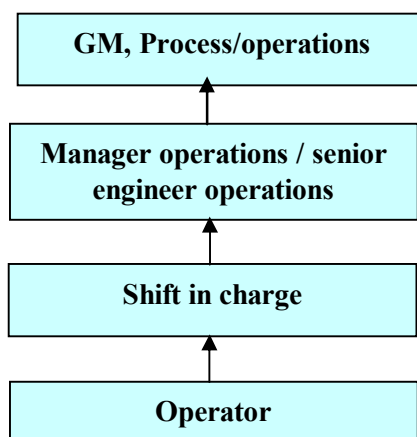 GM, Process/operations
Manager operations / senior
engineer operations
Shift in charge
Operator